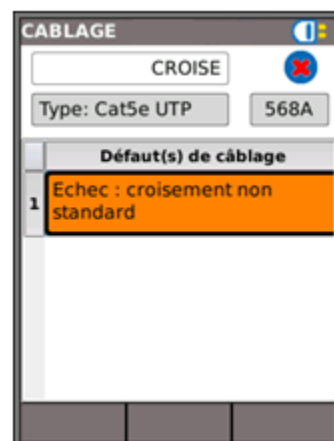 CABLAGE
CROISE
Type: Cat5e UTP
568A
Défaut(s) de câblage
1
Echec : croisement non
standard